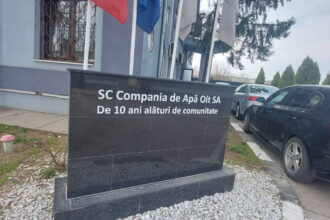 SC Compania de Apă Olt SA
De 10 ani alături de comunitate